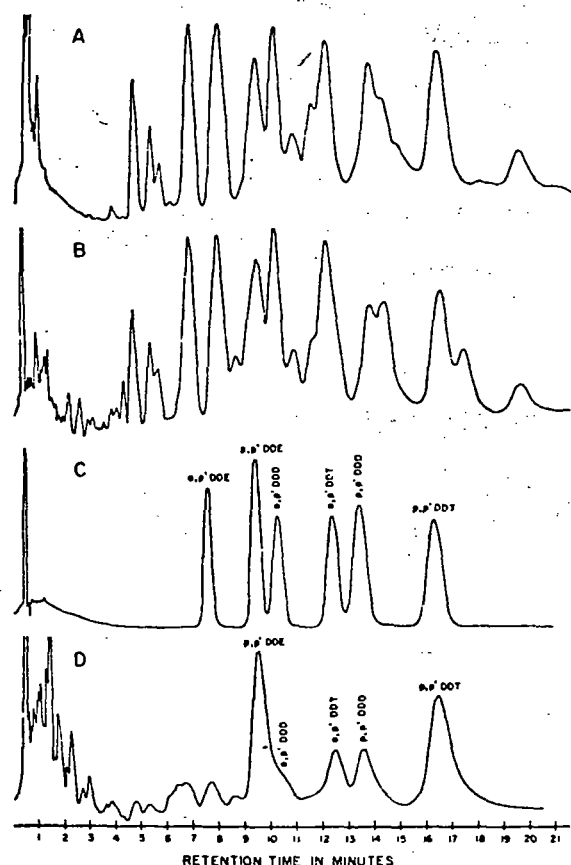 A
B
C
o,p' DDE
p,p' DDE
o,p' DDD
o,p' DDT
p,p' DDD
p,p' DDT
D
p,p' DDE
o,p' DDD
o,p' DDT
p,p' DDD
p,p' DDT
1 2 3 4 5 6 7 8 9 10 11 12 13 14 15 16 17 18 19 20 21
RETENTION TIME IN MINUTES